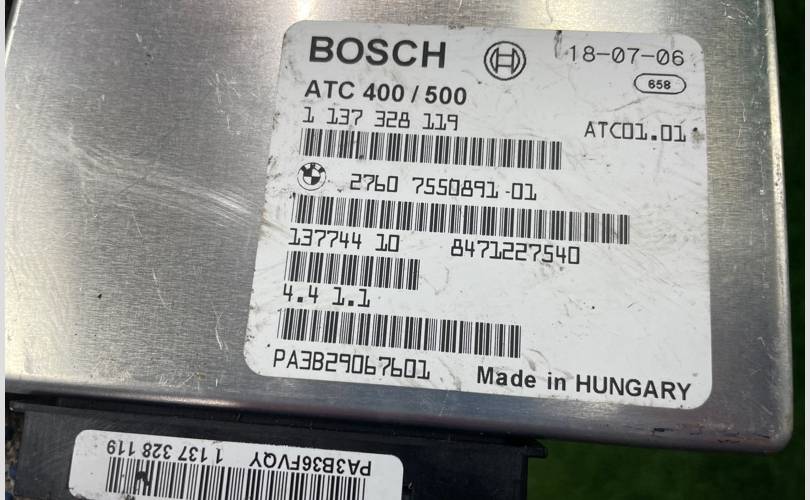 BOSCH 18-07-06
658
ATC 400 / 500
1 137 328 119 ATC01.01
2760 7550891-01
137744 10 8471227540
4.4 1.1
PA3B29067601 Made in HUNGARY
PA3B36FVQY 1 137 328 119